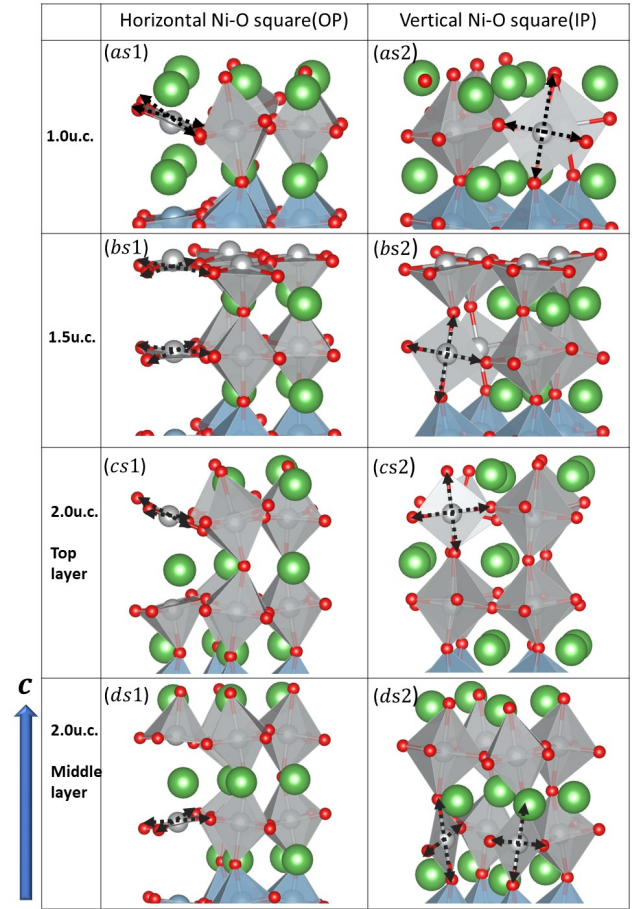 Horizontal Ni-O square(OP)
Vertical Ni-O square(IP)
1.0u.c.
(as1)
(as2)
1.5u.c.
(bs1)
(bs2)
2.0u.c.
Top
layer
(cs1)
(cs2)
c
2.0u.c.
Middle
layer
(ds1)
(ds2)